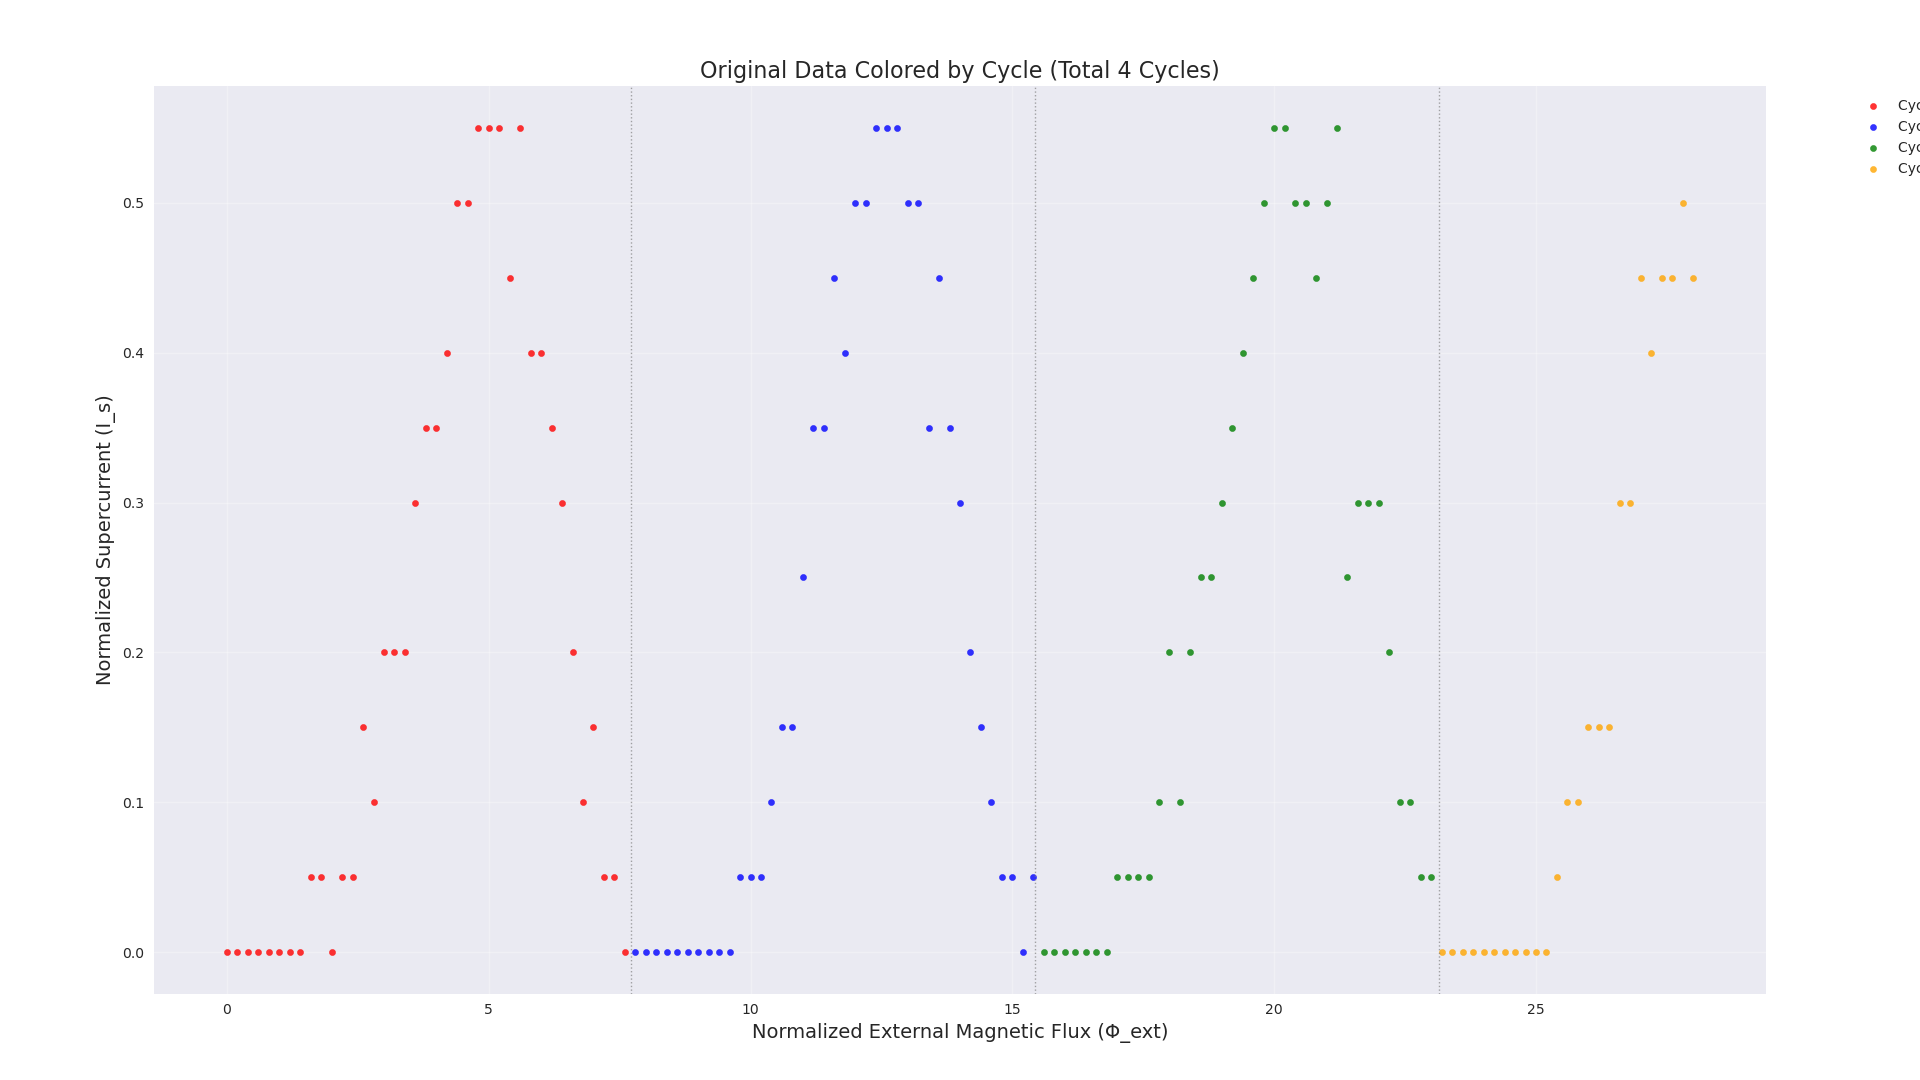 Original Data Colored by Cycle (Total 4 Cycles)
Cyc
Cyc
Cyc
Cyc
Normalized Supercurrent (I_s)
0.5
0.4
0.3
0.2
0.1
0.0
0 5 10 15 20 25
Normalized External Magnetic Flux (Φ_ext)